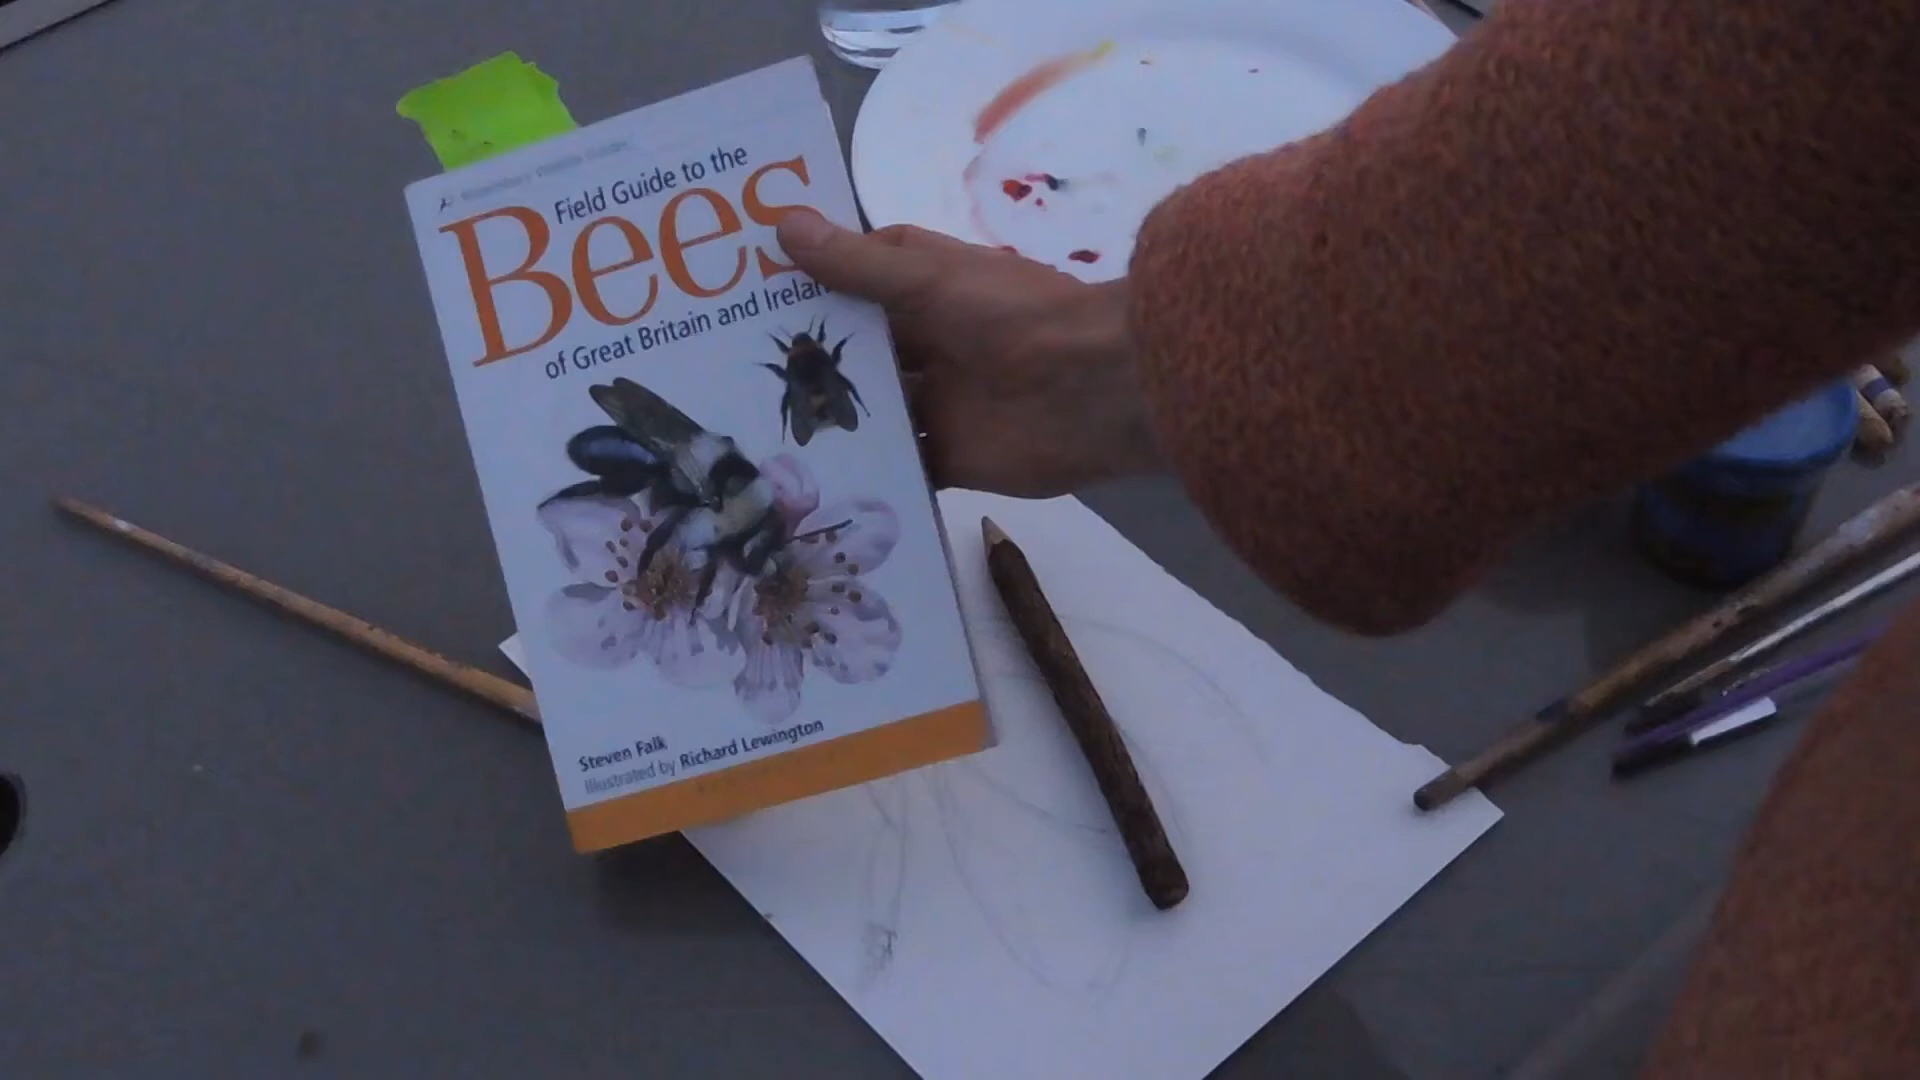 Field Guide to the
Bees
of Great Britain and Irelan
Steven Falk
Illustrated by Richard Lewington